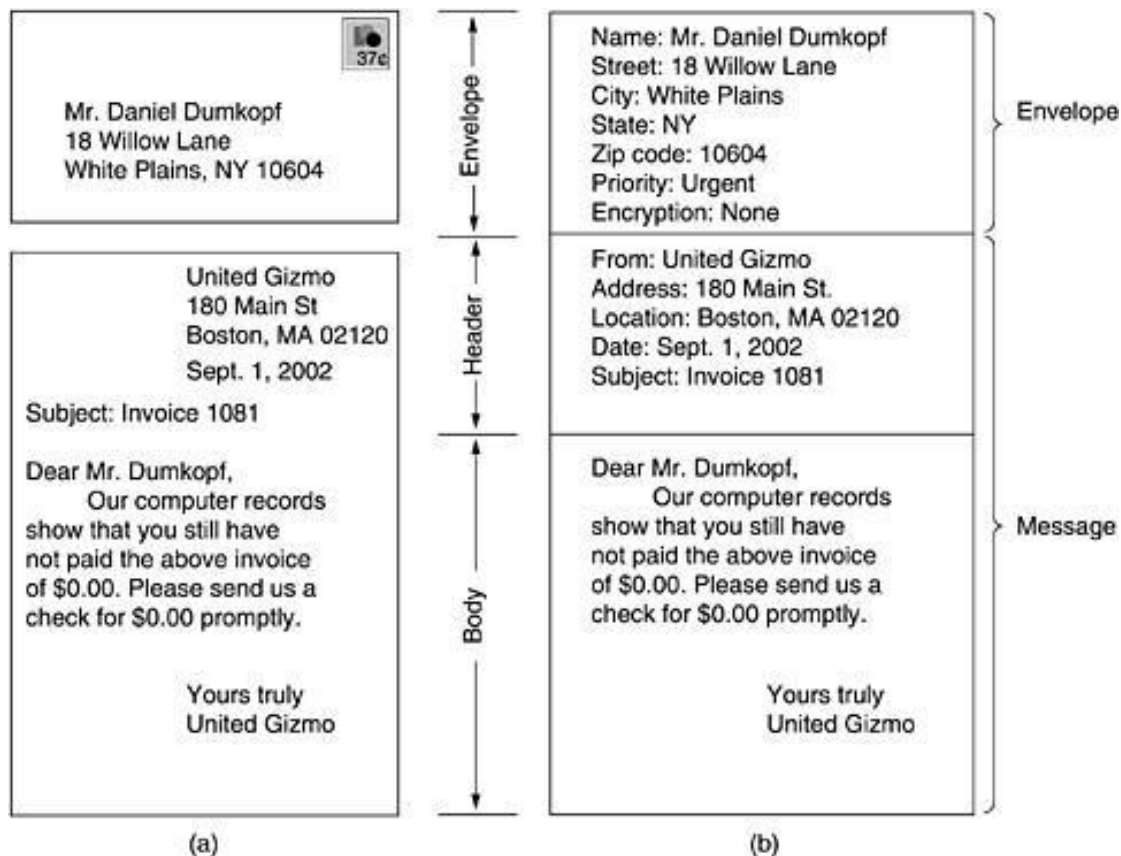 37¢
Mr. Daniel Dumkopf
18 Willow Lane
White Plains, NY 10604
United Gizmo
180 Main St
Boston, MA 02120
Sept. 1, 2002
Subject: Invoice 1081
Dear Mr. Dumkopf,
Our computer records
show that you still have
not paid the above invoice
of $0.00. Please send us a
check for $0.00 promptly.
Yours truly
United Gizmo
(a)
Envelope
Header
Body
Name: Mr. Daniel Dumkopf
Street: 18 Willow Lane
City: White Plains
State: NY
Zip code: 10604
Priority: Urgent
Encryption: None
From: United Gizmo
Address: 180 Main St.
Location: Boston, MA 02120
Date: Sept. 1, 2002
Subject: Invoice 1081
Dear Mr. Dumkopf,
Our computer records
show that you still have
not paid the above invoice
of $0.00. Please send us a
check for $0.00 promptly.
Yours truly
United Gizmo
(b)
Envelope
Message